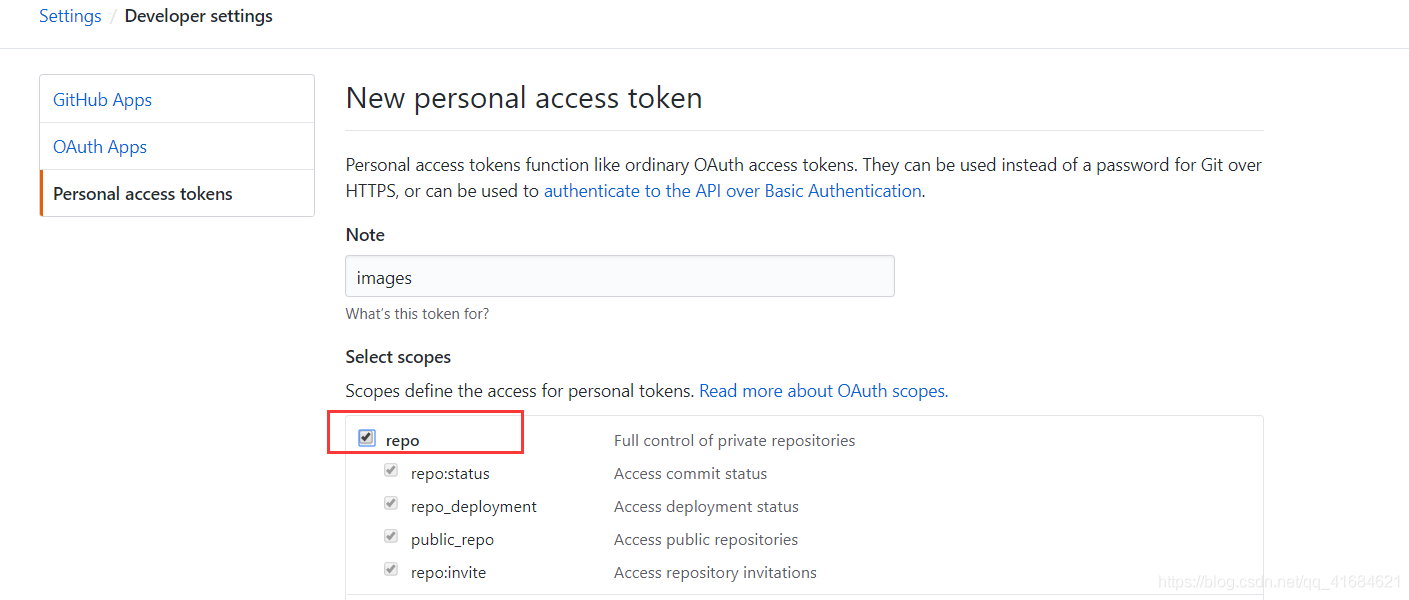 Settings / Developer settings
GitHub Apps
OAuth Apps
Personal access tokens
New personal access token
Personal access tokens function like ordinary OAuth access tokens. They can be used instead of a password for Git over
HTTPS, or can be used to authenticate to the API over Basic Authentication.
Note
images
What's this token for?
Select scopes
Scopes define the access for personal tokens. Read more about OAuth scopes.
repo Full control of private repositories
repo:status Access commit status
repo_deployment Access deployment status
public_repo Access public repositories
repo:invite Access repository invitations
https://blog.csdn.net/qq_41684621